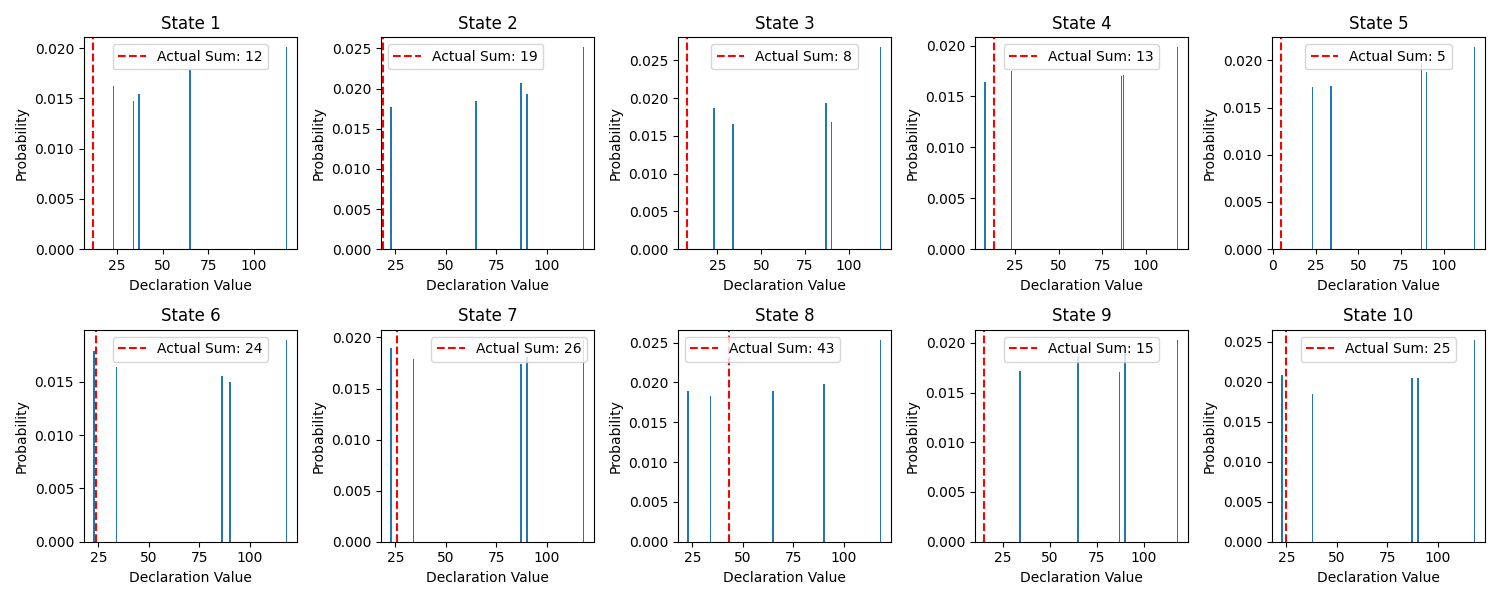 State 1
Actual Sum: 12
0.020
0.015
0.010
0.005
0.000
Probability
25 50 75 100
Declaration Value
State 2
Actual Sum: 19
0.025
0.020
0.015
0.010
0.005
0.000
Probability
25 50 75 100
Declaration Value
State 3
Actual Sum: 8
0.025
0.020
0.015
0.010
0.005
0.000
Probability
25 50 75 100
Declaration Value
State 4
Actual Sum: 13
0.020
0.015
0.010
0.005
0.000
Probability
25 50 75 100
Declaration Value
State 5
Actual Sum: 5
0.020
0.015
0.010
0.005
0.000
Probability
0 25 50 75 100
Declaration Value
State 6
Actual Sum: 24
0.015
0.010
0.005
0.000
Probability
25 50 75 100
Declaration Value
State 7
Actual Sum: 26
0.020
0.015
0.010
0.005
0.000
Probability
25 50 75 100
Declaration Value
State 8
Actual Sum: 43
0.025
0.020
0.015
0.010
0.005
0.000
Probability
25 50 75 100
Declaration Value
State 9
Actual Sum: 15
0.020
0.015
0.010
0.005
0.000
Probability
25 50 75 100
Declaration Value
State 10
Actual Sum: 25
0.025
0.020
0.015
0.010
0.005
0.000
Probability
25 50 75 100
Declaration Value